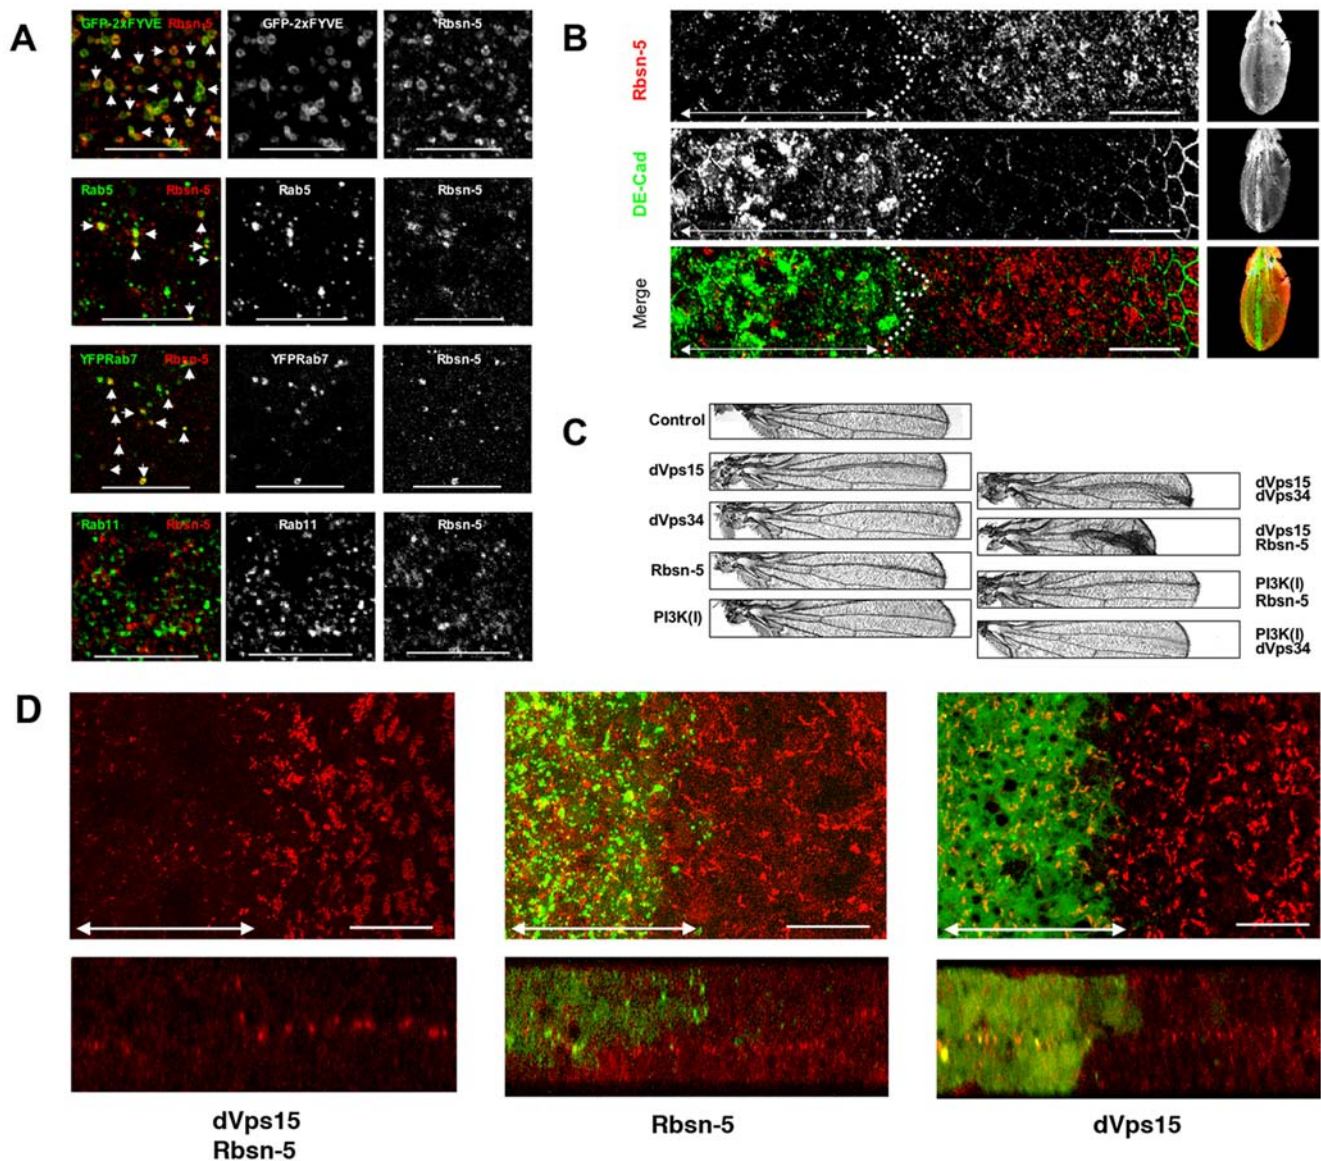 A
GFP-2xFYVE Rbsn-5
GFP-2xFYVE
Rbsn-5
Rab5 Rbsn-5
Rab5
Rbsn-5
YFPRab7 Rbsn-5
YFPRab7
Rbsn-5
Rab11 Rbsn-5
Rab11
Rbsn-5
B
Rbsn-5
DE-Cad
Merge
C
Control
dVps15
dVps34
Rbsn-5
PI3K(I)
dVps15
dVps34
dVps15
Rbsn-5
PI3K(I)
Rbsn-5
PI3K(I)
dVps34
D
dVps15
Rbsn-5
Rbsn-5
dVps15